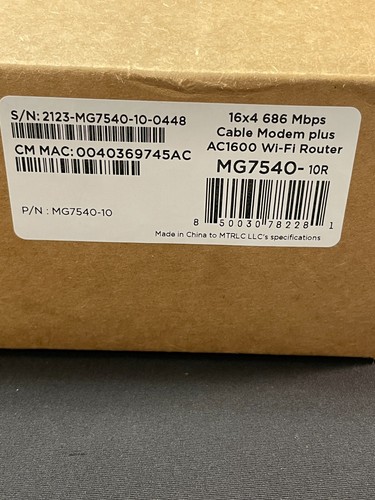 S/N: 2123-MG7540-10-0448
CM MAC: 0040369745AC
P/N : MG7540-10
16x4 686 Mbps
Cable Modem plus
AC1600 Wi-Fi Router
MG7540- 10R
8 50030 78228 1
Made in China to MTRLC LLC's specifications